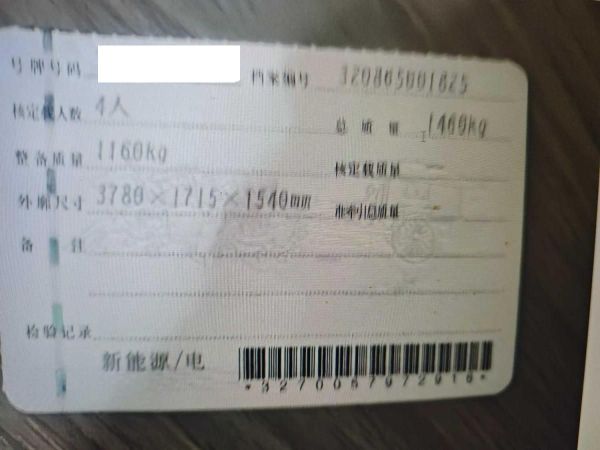 号牌号码 档案编号 320865001825
核定载人数 4人 总质量 1460kg
整备质量 1160kg 核定载质量 --
外廓尺寸 3780×1715×1540mm 准牵引总质量 --
备注
检验记录
新能源/电
*3270057972916*